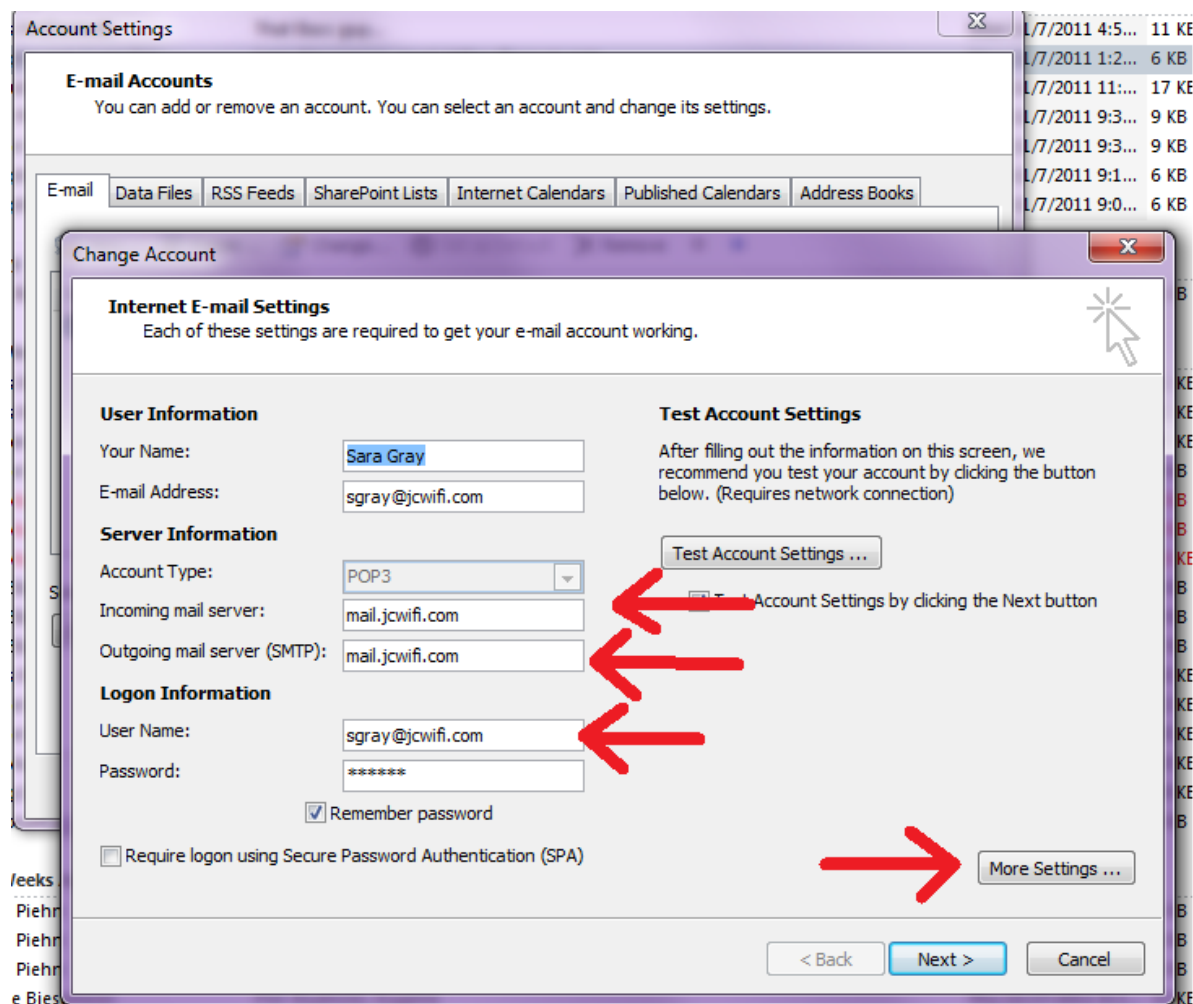 Account Settings
E-mail Accounts
You can add or remove an account. You can select an account and change its settings.
E-mail Data Files RSS Feeds SharePoint Lists Internet Calendars Published Calendars Address Books
1/7/2011 4:5... 11 KB
1/7/2011 1:2... 6 KB
1/7/2011 11:... 17 KB
1/7/2011 9:3... 9 KB
1/7/2011 9:3... 9 KB
1/7/2011 9:1... 6 KB
1/7/2011 9:0... 6 KB
Change Account
Internet E-mail Settings
Each of these settings are required to get your e-mail account working.
User Information
Your Name: Sara Gray
E-mail Address: sgray@jcwifi.com
Server Information
Account Type: POP3
Incoming mail server: mail.jcwifi.com
Outgoing mail server (SMTP): mail.jcwifi.com
Logon Information
User Name: sgray@jcwifi.com
Password: ******
Remember password
Require logon using Secure Password Authentication (SPA)
Test Account Settings
After filling out the information on this screen, we
recommend you test your account by clicking the button
below. (Requires network connection)
Test Account Settings ...
Test Account Settings by clicking the Next button
More Settings ...
< Back Next > Cancel
Weeks
Piehn
Piehn
Piehn
e Bies